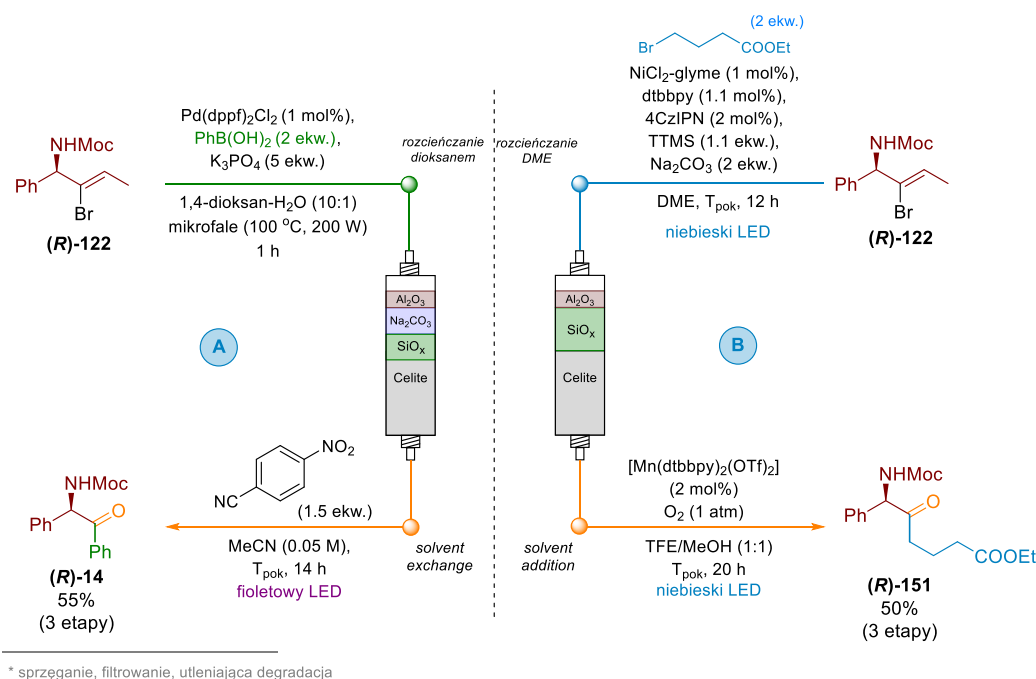 NHMoc
Ph
Br
(R)-122
Pd(dppf)2Cl2 (1 mol%),
PhB(OH)2 (2 ekw.),
K3PO4 (5 ekw.)
1,4-dioksan-H2O (10:1)
mikrofale (100 °C, 200 W)
1 h
rozcieńczanie
dioksanem
Al2O3
Na2CO3
SiOx
Celite
A
NO2
CN
(1.5 ekw.)
MeCN (0.05 M),
Tpok, 14 h
fioletowy LED
solvent
exchange
NHMoc
Ph
O
Ph
(R)-14
55%
(3 etapy)
rozcieńczanie
DME
(2 ekw.)
Br
COOEt
NiCl2-glyme (1 mol%),
dtbbpy (1.1 mol%),
4CzIPN (2 mol%),
TTMS (1.1 ekw.),
Na2CO3 (2 ekw.)
DME, Tpok, 12 h
niebieski LED
NHMoc
Ph
Br
(R)-122
Al2O3
SiOx
Celite
B
solvent
addition
[Mn(dtbbpy)2(OTf)2]
(2 mol%)
O2 (1 atm)
TFE/MeOH (1:1)
Tpok, 20 h
niebieski LED
NHMoc
Ph
O
COOEt
(R)-151
50%
(3 etapy)
* sprzęganie, filtrowanie, utleniająca degradacja